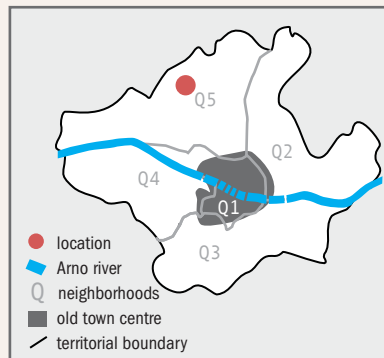 Q5
Q2
Q4
Q1
Q3
location
Arno river
Q neighborhoods
old town centre
territorial boundary